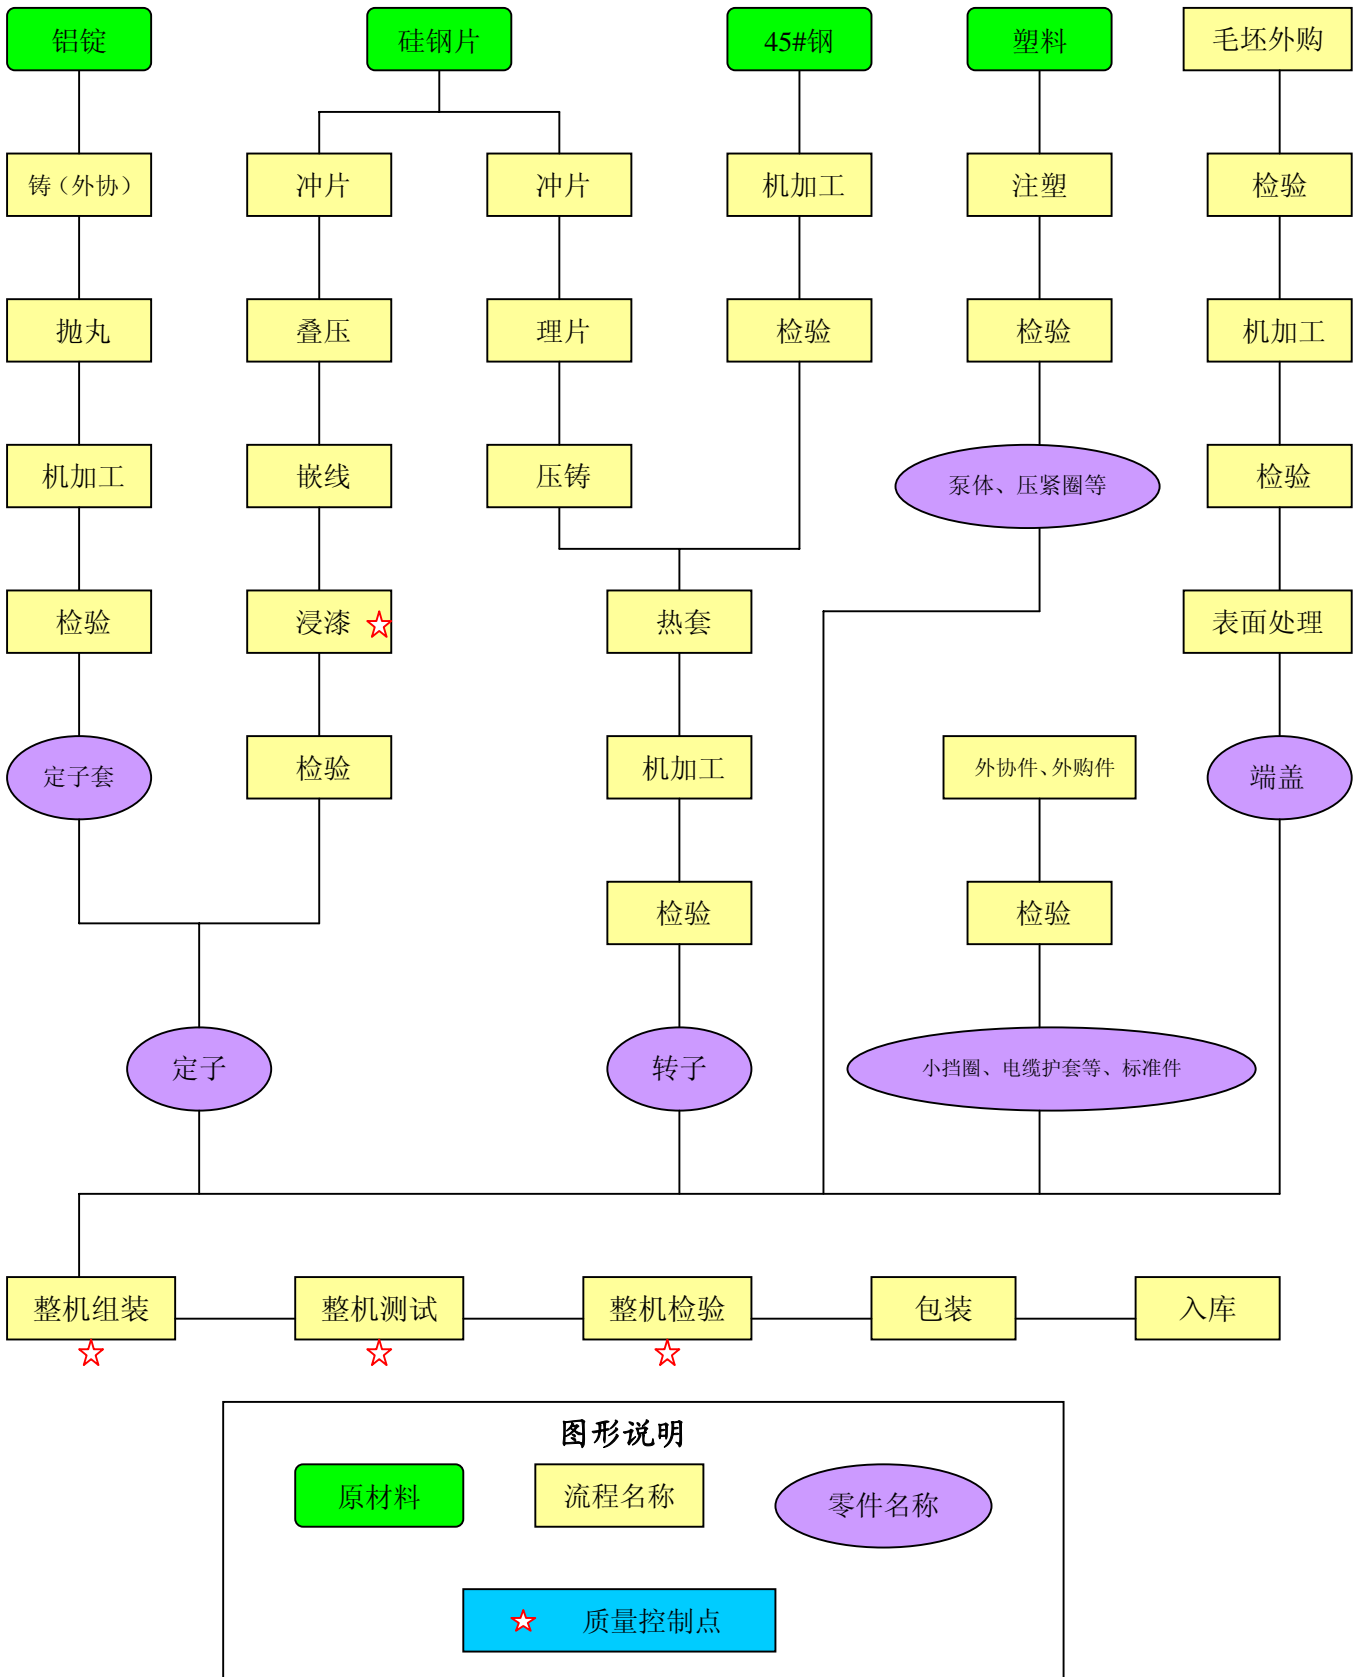 铝锭
硅钢片
45#钢
塑料
毛坯外购
铸（外协）
冲片
冲片
机加工
注塑
检验
抛丸
叠压
理片
检验
检验
机加工
机加工
嵌线
压铸
泵体、压紧圈等
检验
检验
浸漆
热套
表面处理
定子套
检验
机加工
外协件、外购件
端盖
检验
检验
定子
转子
小挡圈、电缆护套等、标准件
整机组装
整机测试
整机检验
包装
入库
图形说明
原材料
流程名称
零件名称
质量控制点